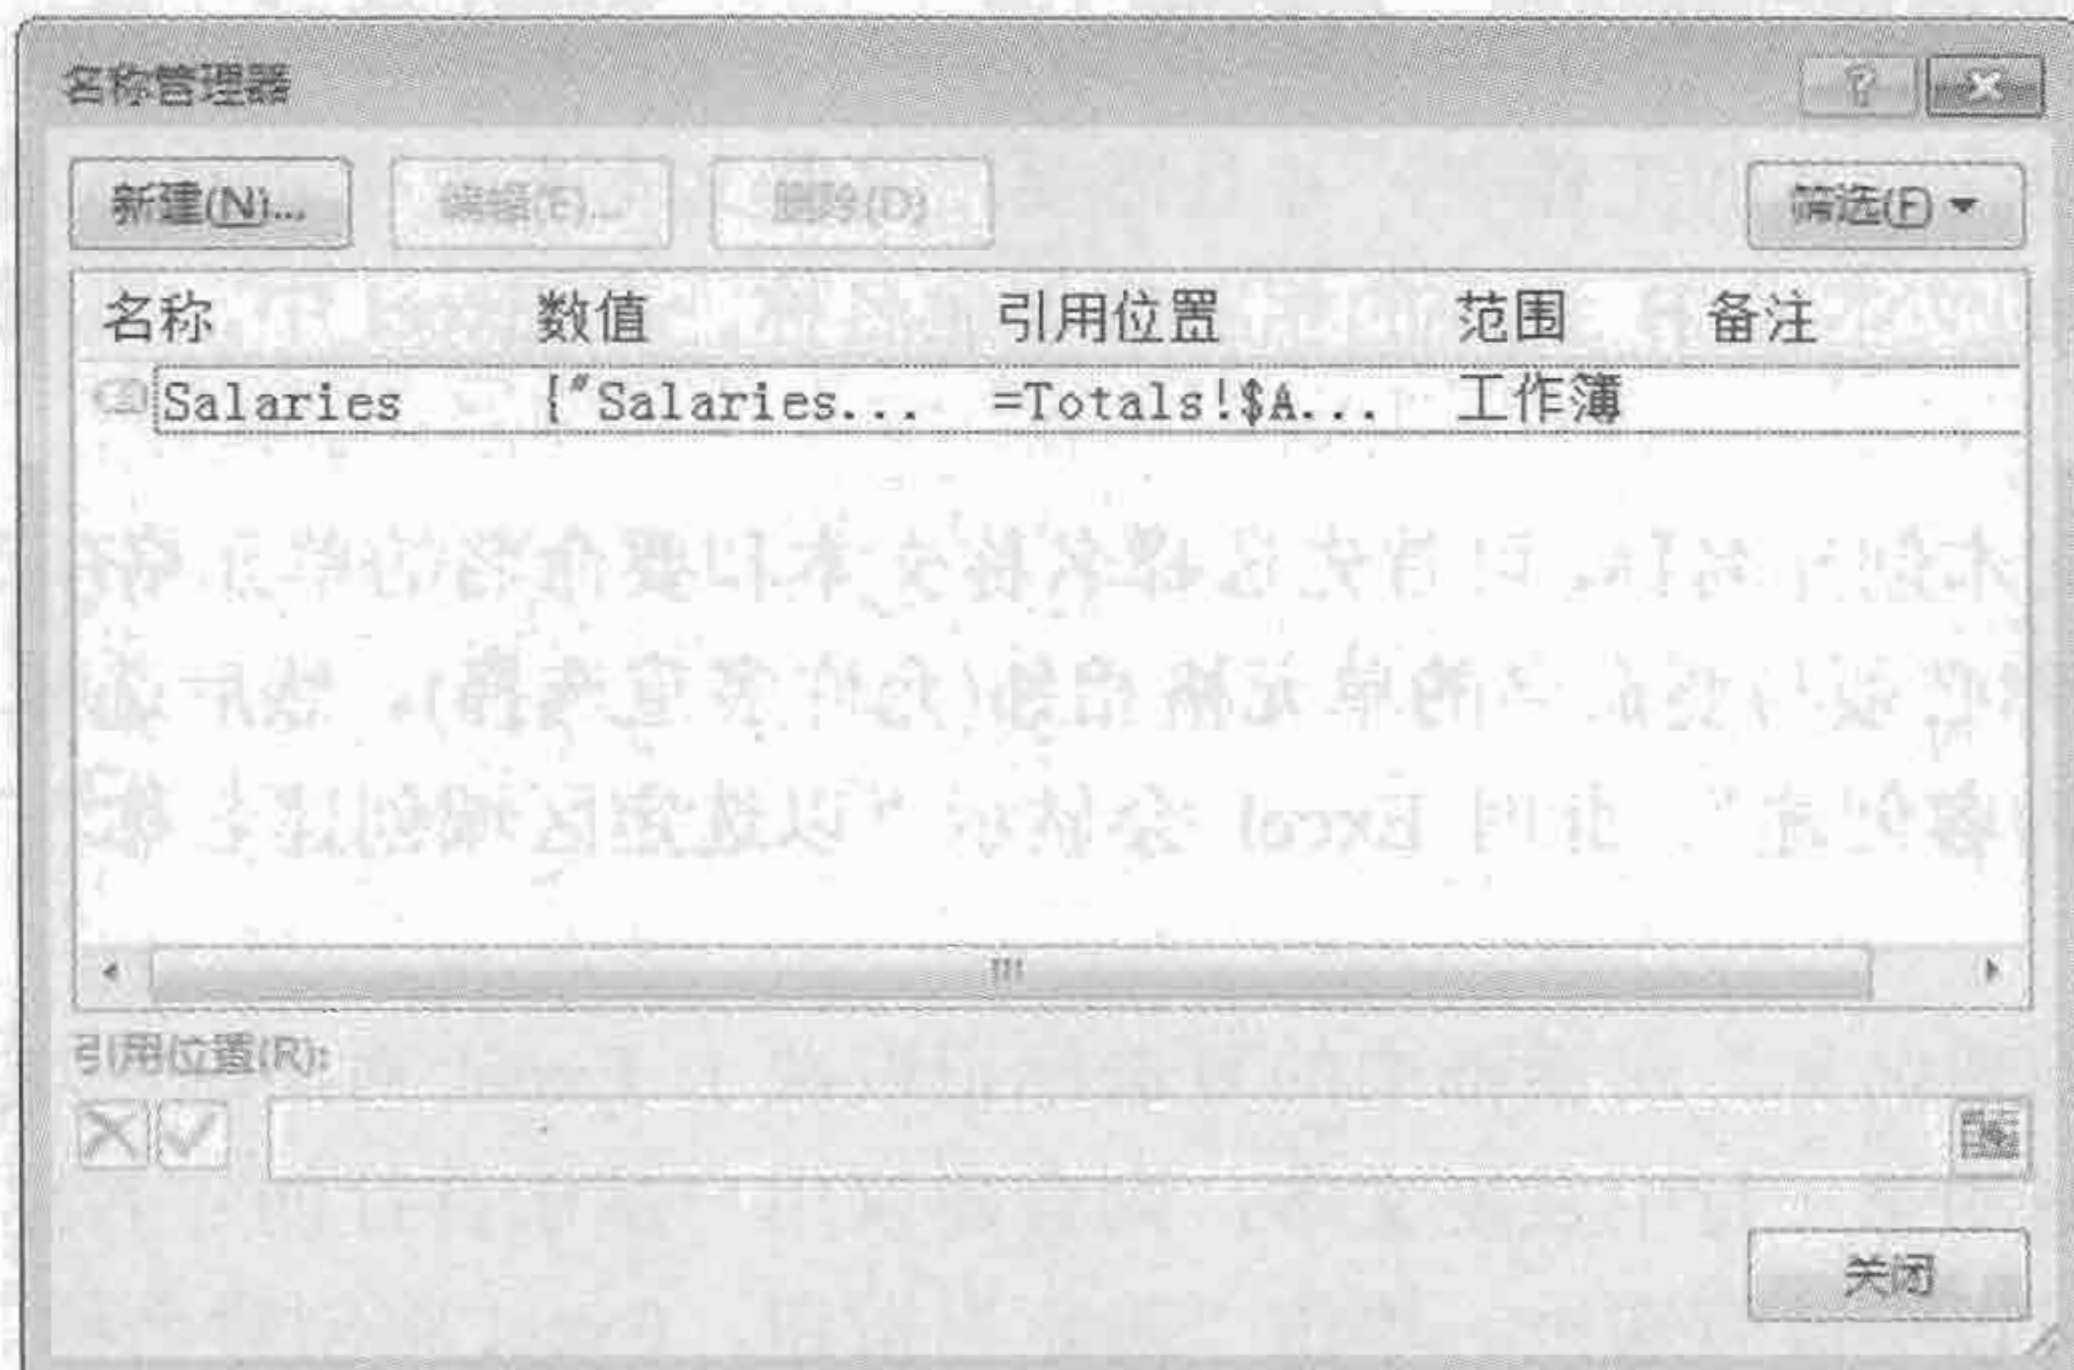 名称管理器
新建(N)... 编辑(E)... 删除(D) 筛选(F)
名称 数值 引用位置 范围 备注
Salaries {"Salaries... =Totals!$A... 工作簿
引用位置(R):
关闭